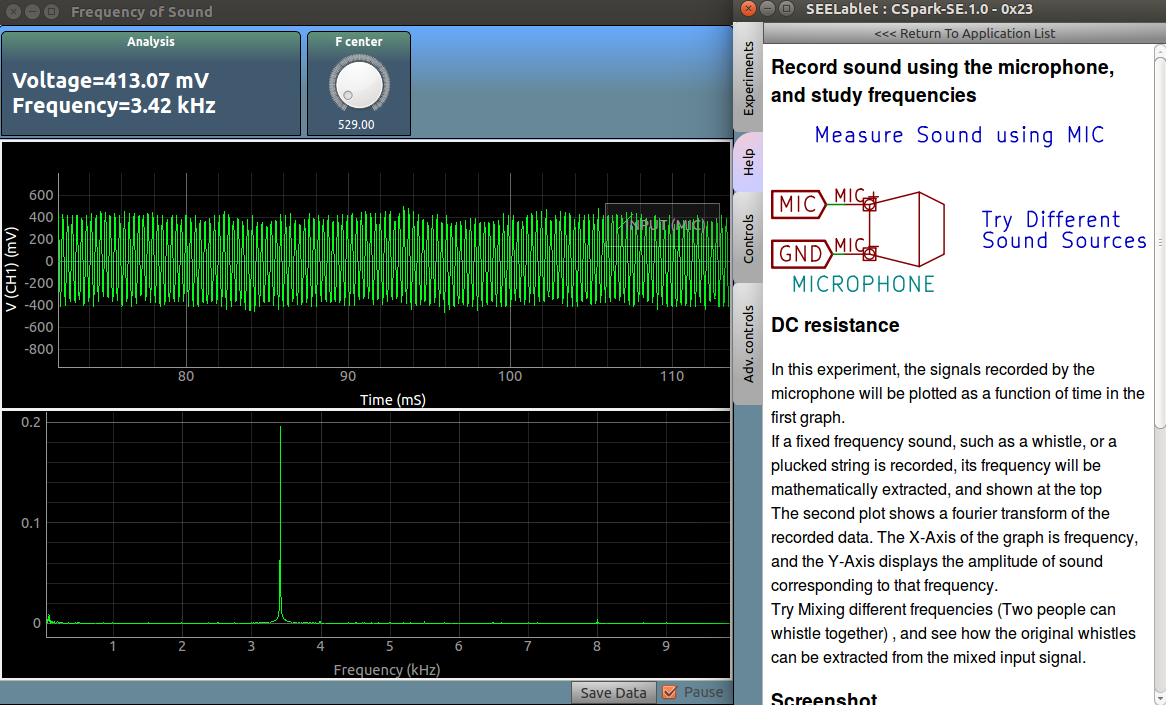 Frequency of Sound
Analysis
Voltage=413.07 mV
Frequency=3.42 kHz
F center
529.00
V (CH1) (mV)
600
400
200
0
-200
-400
-600
-800
INPUT (MIC)
80
90
100
110
Time (mS)
0.2
0.1
0
1
2
3
4
5
6
7
8
9
Frequency (kHz)
Save Data
Pause
SEELablet : CSpark-SE.1.0 - 0x23
Experiments
Help
Controls
Adv. controls
<<< Return To Application List
Record sound using the microphone,
and study frequencies
Measure Sound using MIC
MIC
MIC
GND
MIC
MICROPHONE
Try Different
Sound Sources
DC resistance
In this experiment, the signals recorded by the
microphone will be plotted as a function of time in the
first graph.
If a fixed frequency sound, such as a whistle, or a
plucked string is recorded, its frequency will be
mathematically extracted, and shown at the top
The second plot shows a fourier transform of the
recorded data. The X-Axis of the graph is frequency,
and the Y-Axis displays the amplitude of sound
corresponding to that frequency.
Try Mixing different frequencies (Two people can
whistle together) , and see how the original whistles
can be extracted from the mixed input signal.
Screenshot